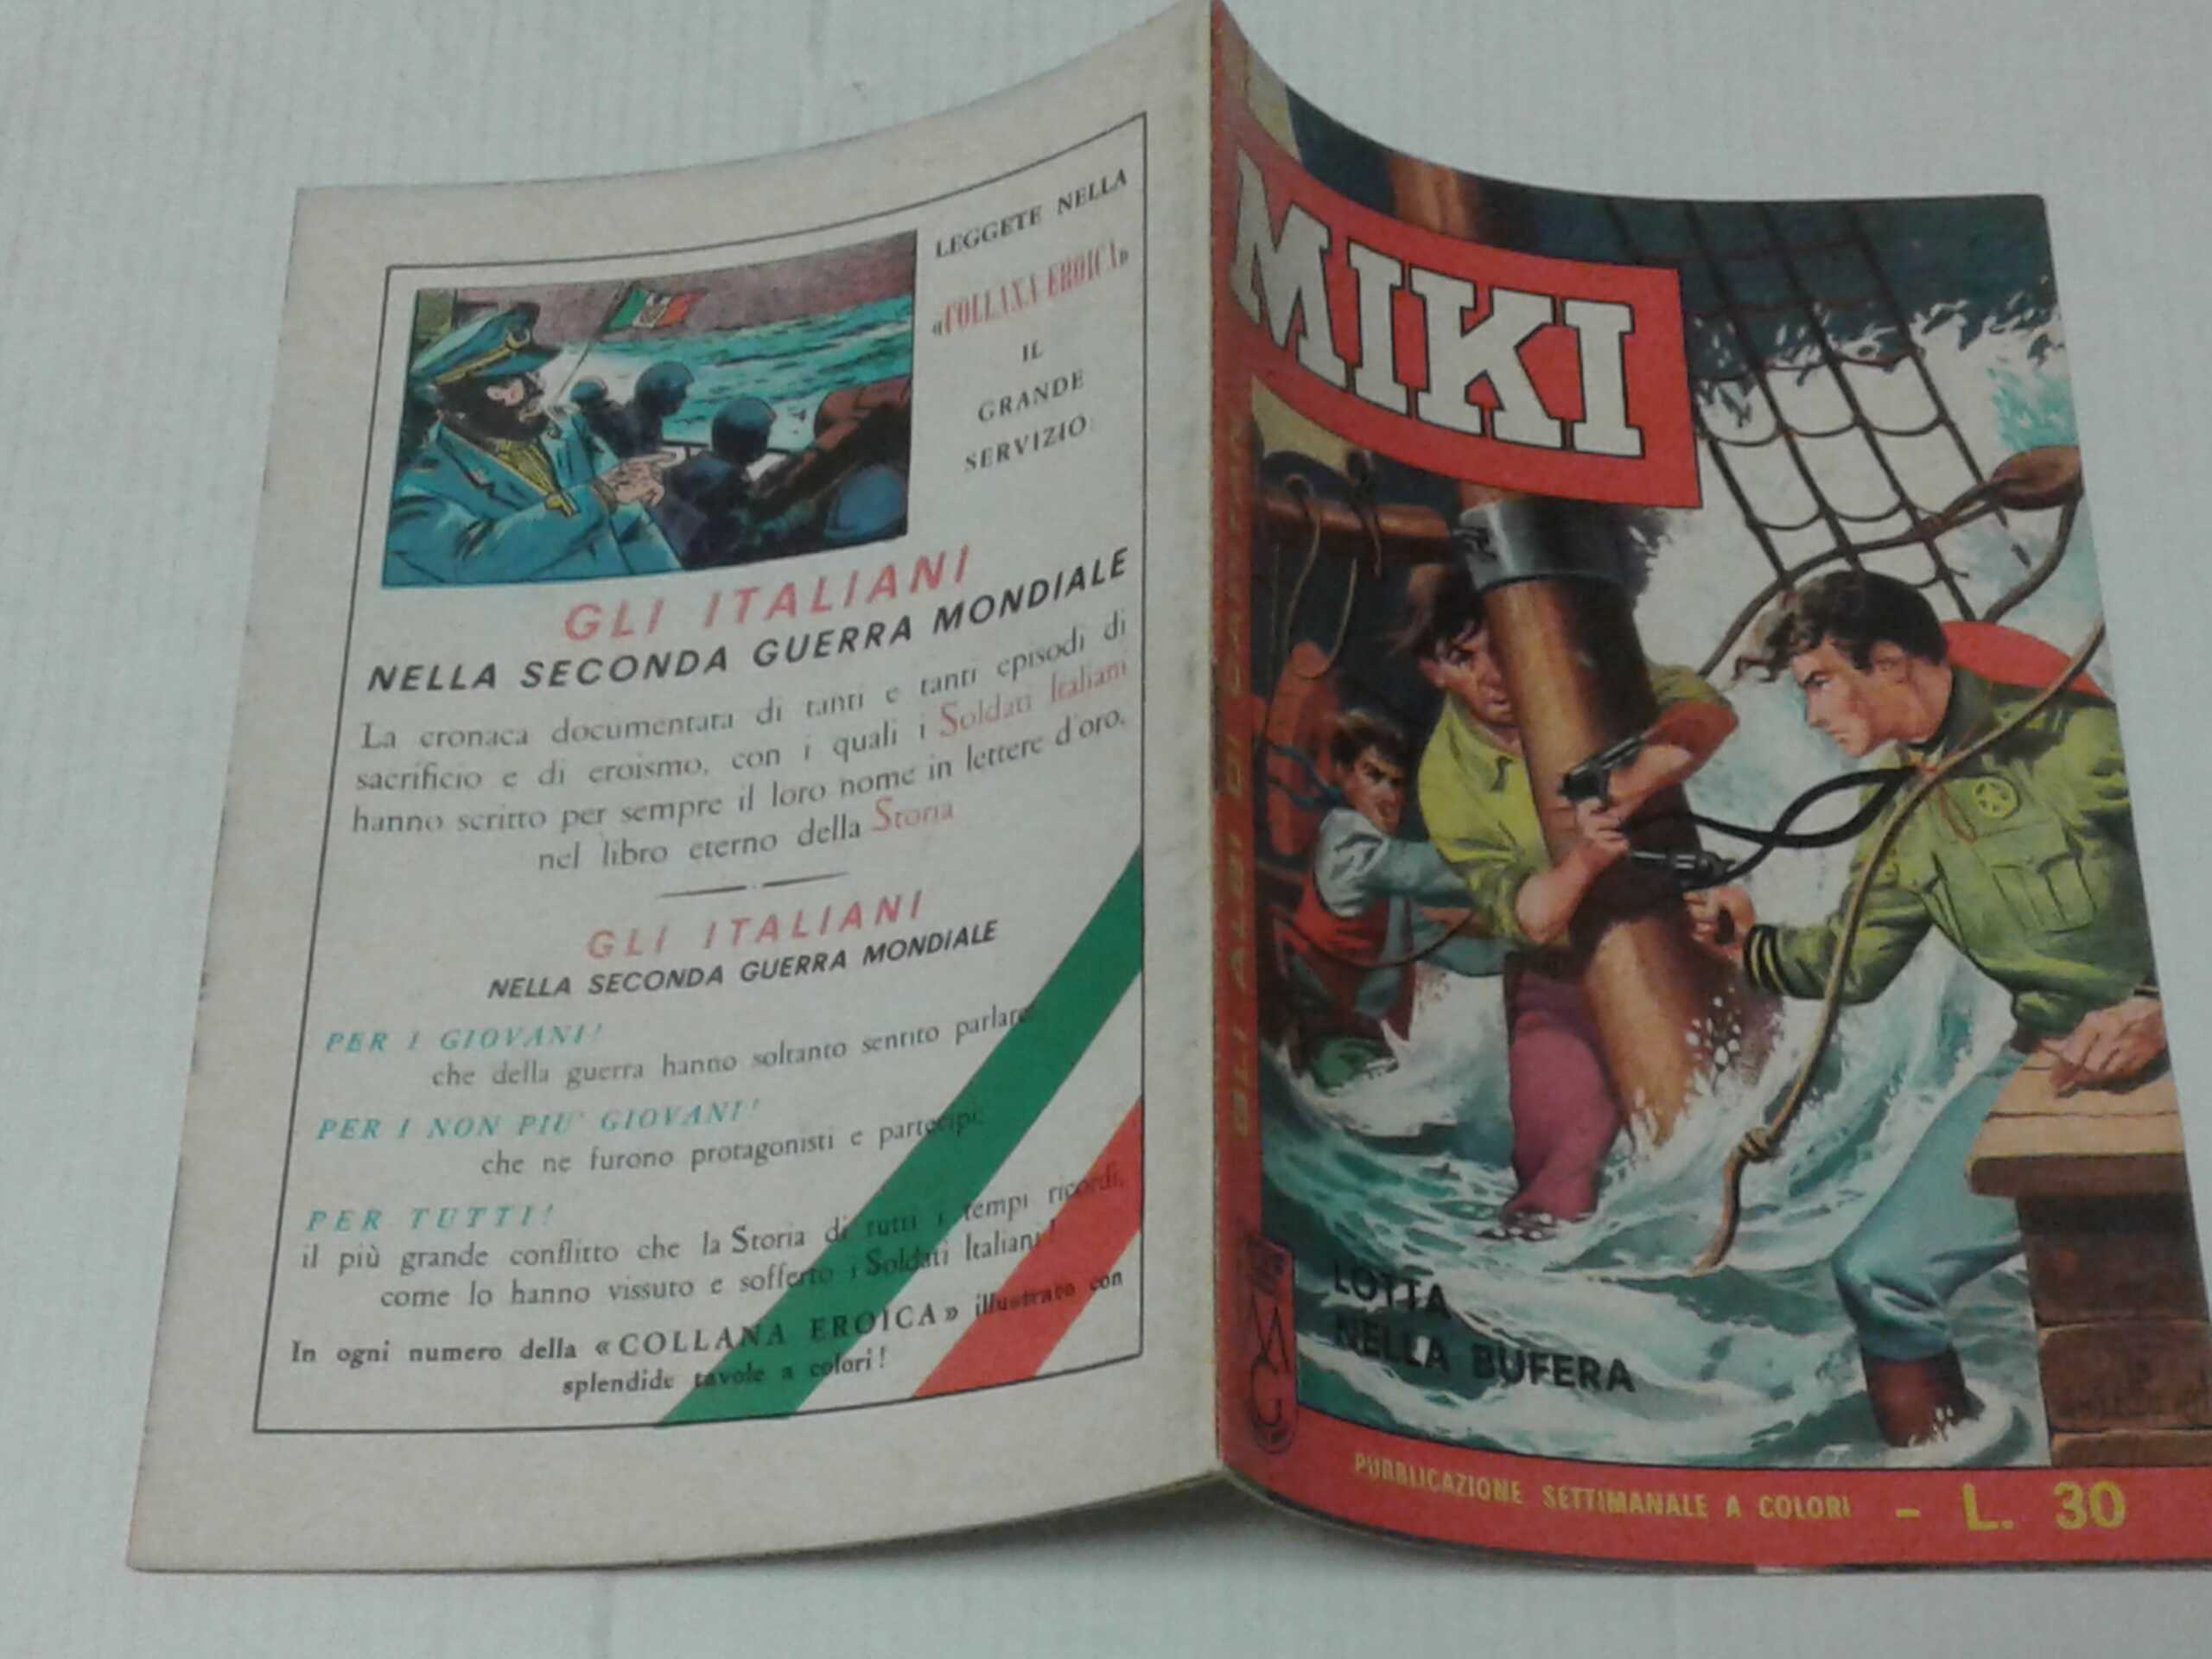 LEGGETE NELLA
«COLLANA EROICA»
IL
GRANDE
SERVIZIO:
GLI ITALIANI
NELLA SECONDA GUERRA MONDIALE
La cronaca documentata di tanti e tanti episodi di
sacrificio e di eroismo, con i quali i Soldati Italiani
hanno scritto per sempre il loro nome in lettere d'oro,
nel libro eterno della Storia
GLI ITALIANI
NELLA SECONDA GUERRA MONDIALE
PER I GIOVANI!
che della guerra hanno soltanto sentito parlare
PER I NON PIU' GIOVANI!
che ne furono protagonisti e partecipi
PER TUTTI!
il più grande conflitto che la Storia di tutti i tempi ricordi,
come lo hanno vissuto e sofferto i Soldati Italiani!
In ogni numero della «COLLANA EROICA» illustrato con
splendide tavole a colori!
MIKI
GLI ALBI DI
LOTTA
NELLA BUFERA
PUBBLICAZIONE SETTIMANALE A COLORI - L. 30